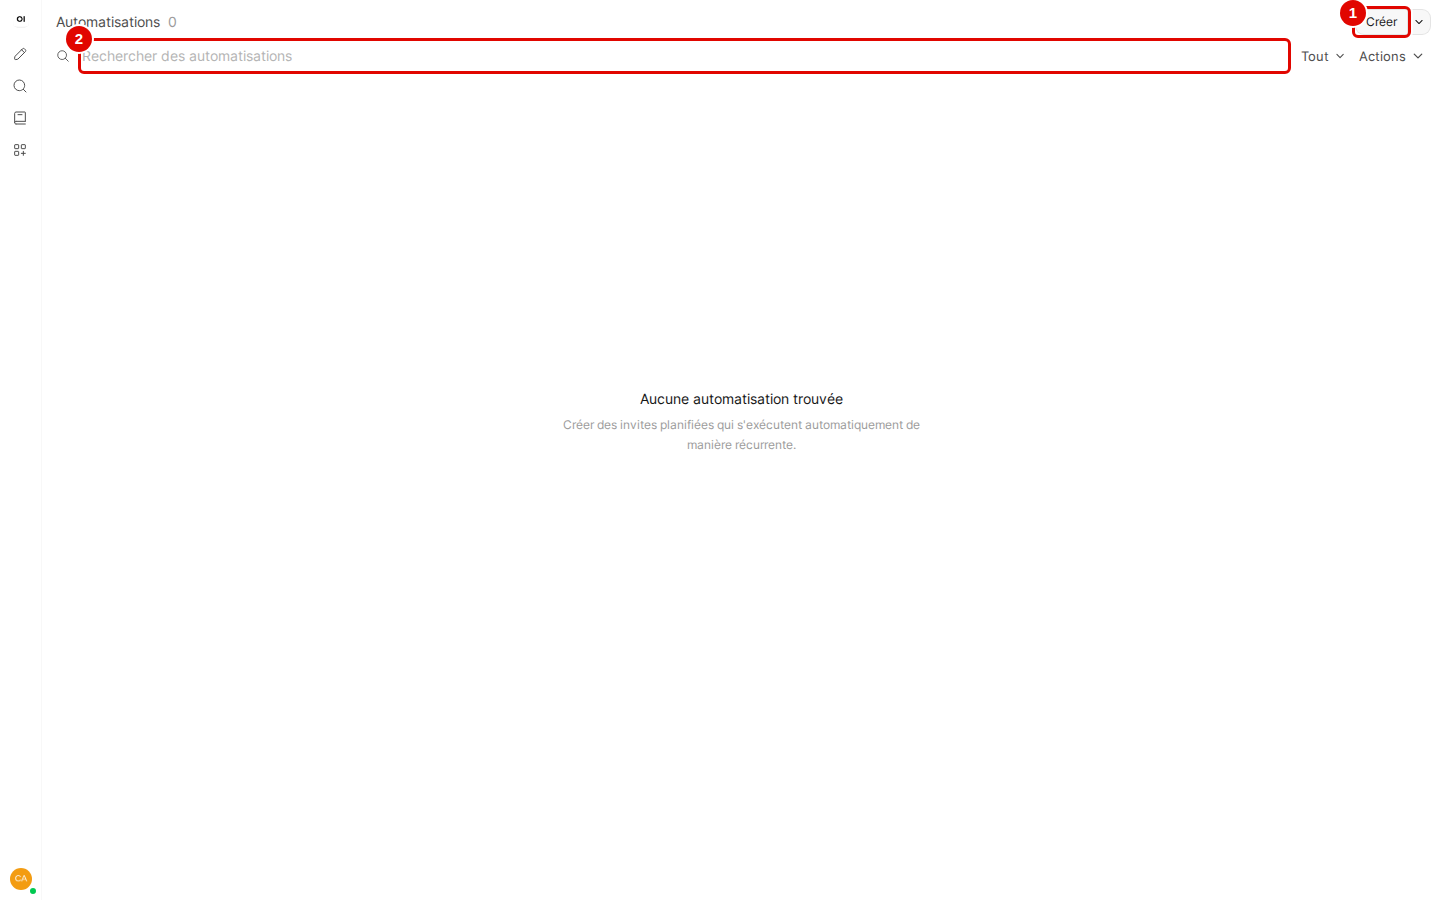 OI
Automatisations 0
1
Créer
2
Rechercher des automatisations
Tout
Actions
Aucune automatisation trouvée
Créer des invites planifiées qui s'exécutent automatiquement de
manière récurrente.
CA